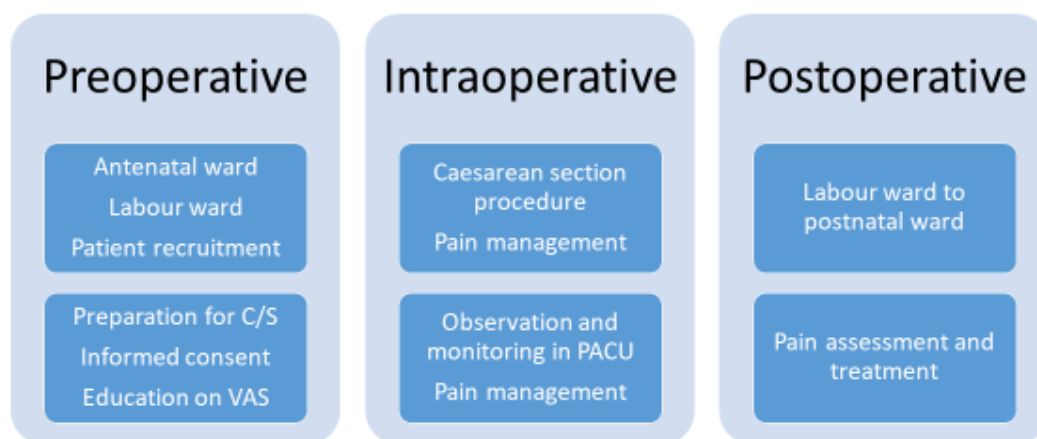 Preoperative
Antenatal ward
Labour ward
Patient recruitment
Preparation for C/S
Informed consent
Education on VAS
Intraoperative
Caesarean section
procedure
Pain management
Observation and
monitoring in PACU
Pain management
Postoperative
Labour ward to
postnatal ward
Pain assessment and
treatment